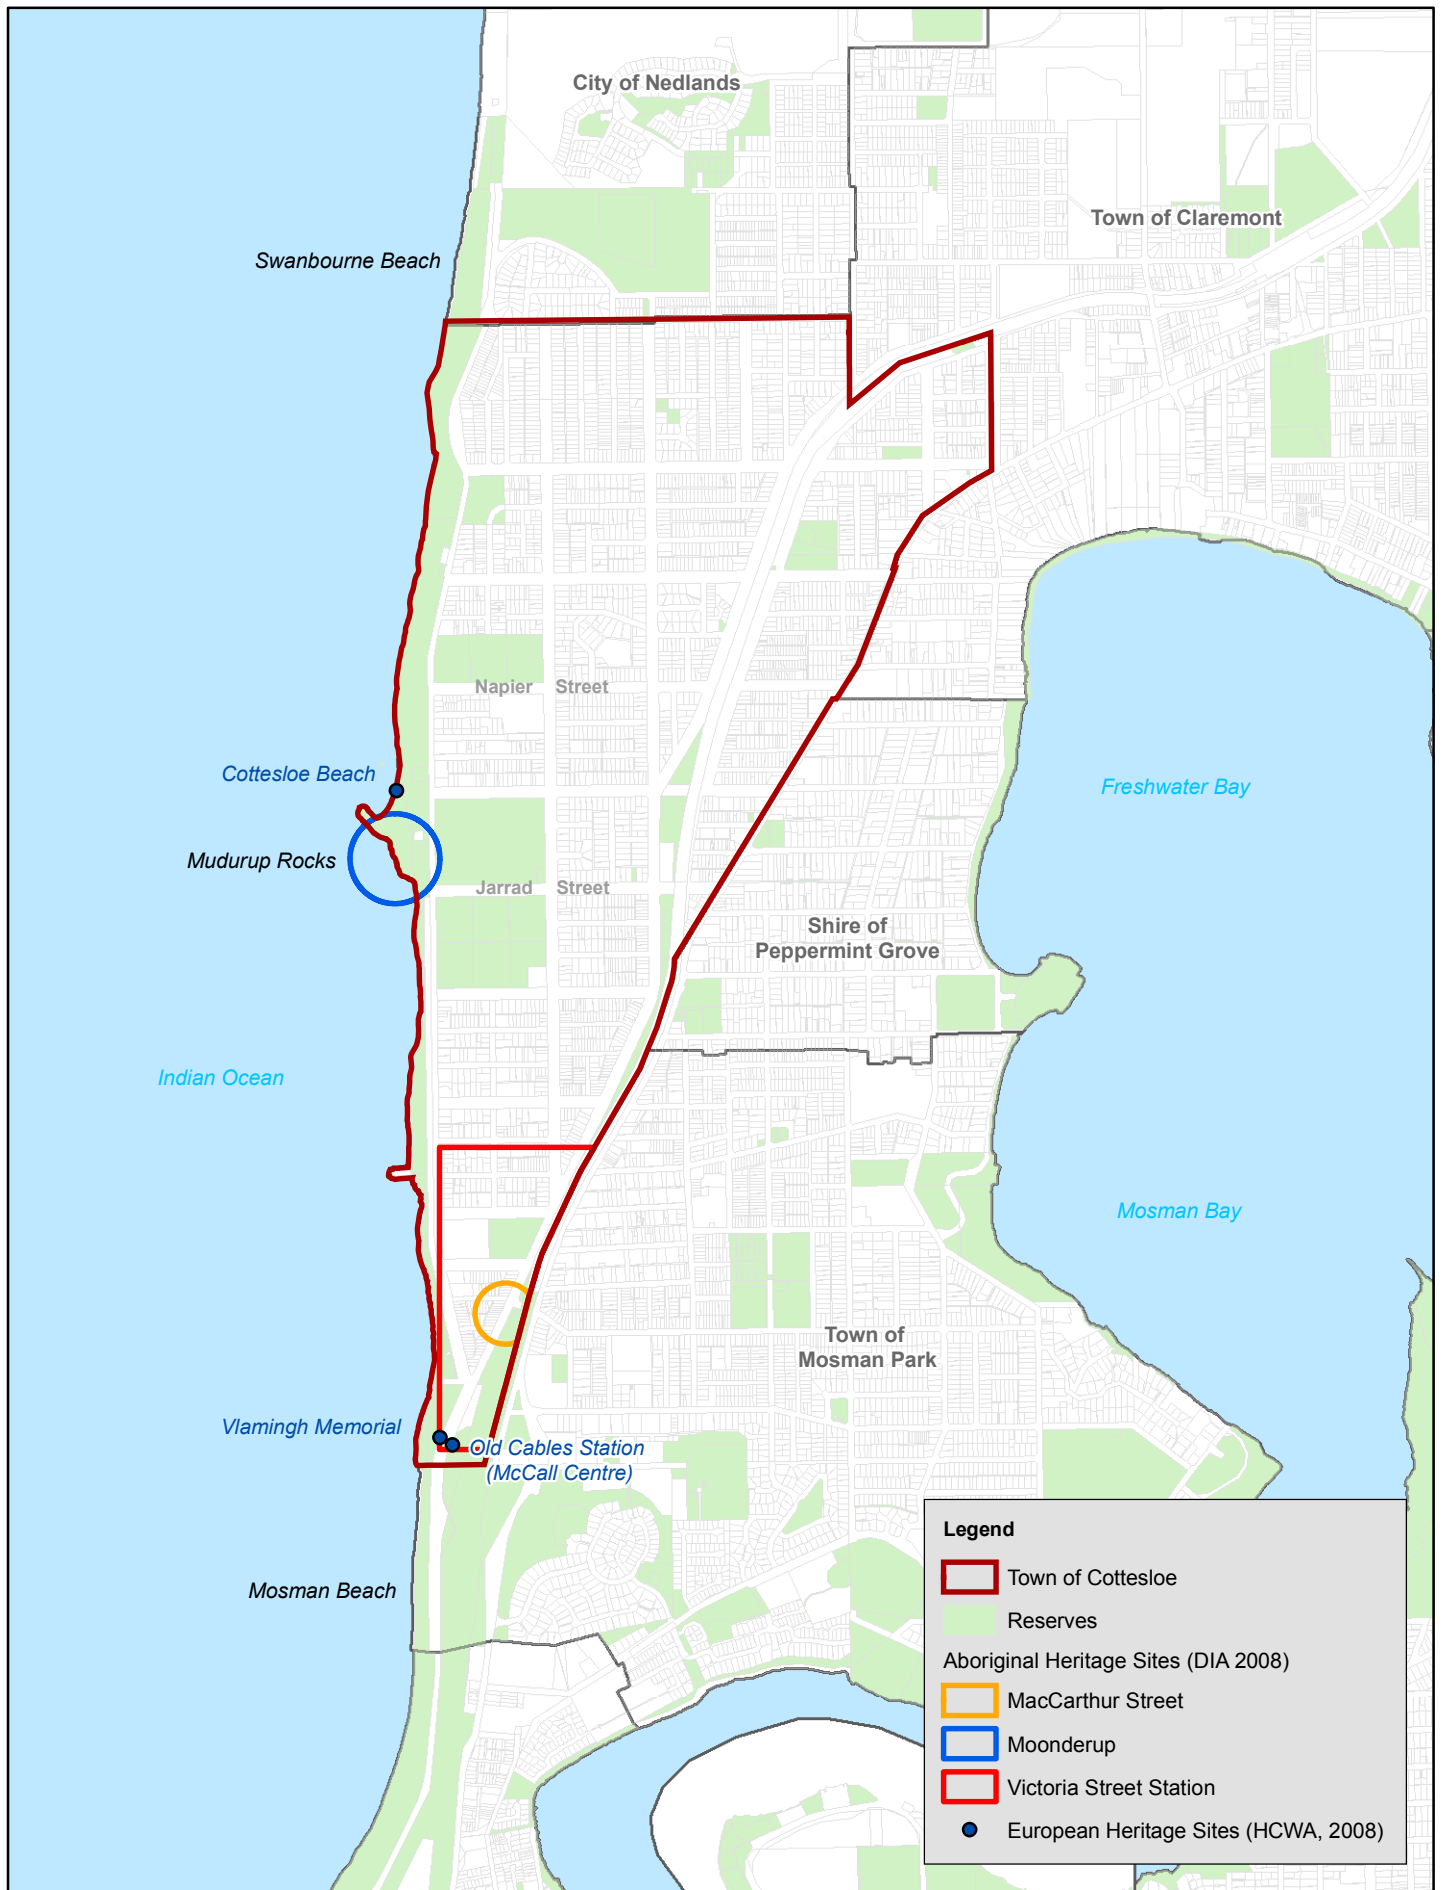 City of Nedlands
Town of Claremont
Swanbourne Beach
Napier Street
Cottesloe Beach
Freshwater Bay
Mudurup Rocks
Jarrad Street
Shire of
Peppermint Grove
Indian Ocean
Mosman Bay
Town of
Mosman Park
Vlamingh Memorial
Old Cables Station
(McCall Centre)
Mosman Beach
Legend
Town of Cottesloe
Reserves
Aboriginal Heritage Sites (DIA 2008)
MacCarthur Street
Moonderup
Victoria Street Station
European Heritage Sites (HCWA, 2008)